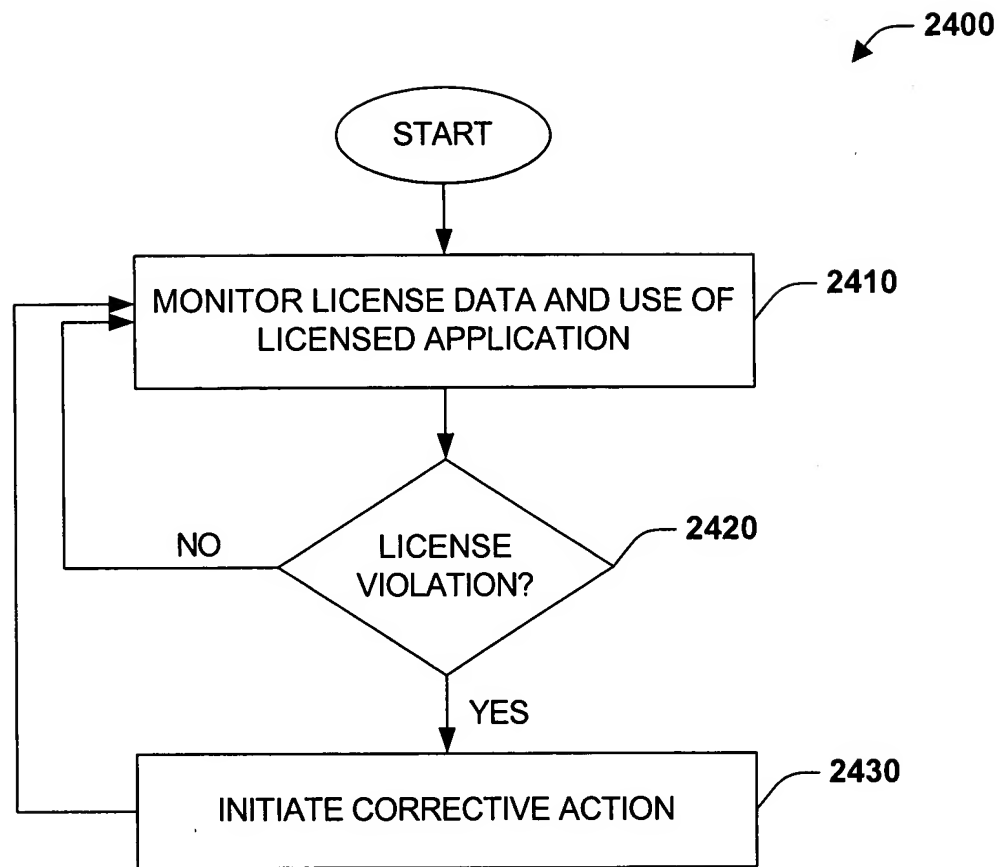 2400
START
MONITOR LICENSE DATA AND USE OF
LICENSED APPLICATION
2410
NO
LICENSE
VIOLATION?
2420
YES
INITIATE CORRECTIVE ACTION
2430